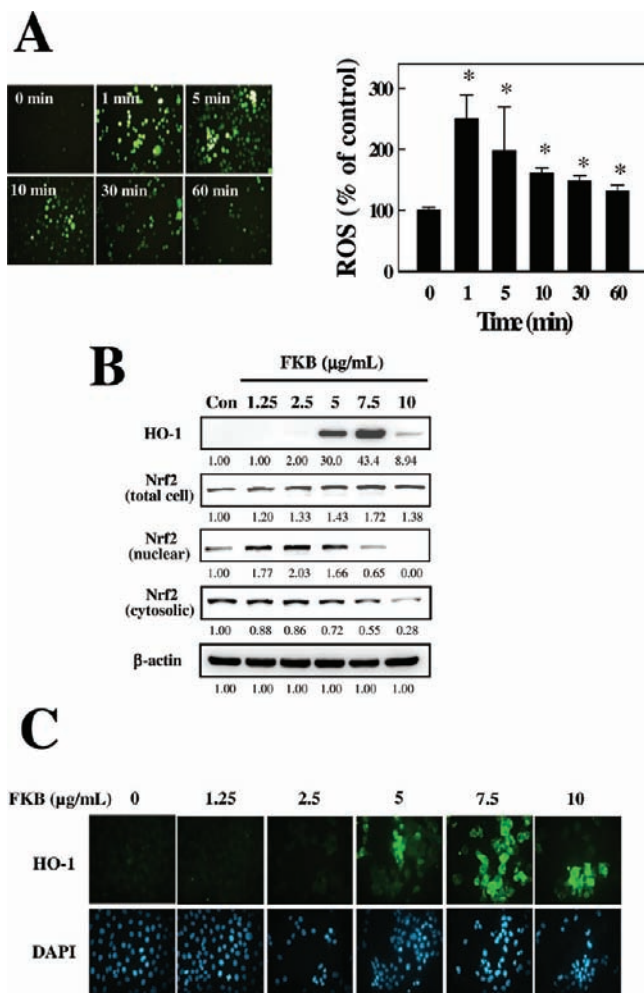 A
0 min 1 min 5 min
10 min 30 min 60 min
ROS (% of control)
300
200
100
0
* * * * *
0 1 5 10 30 60
Time (min)
B
FKB (µg/mL)
Con 1.25 2.5 5 7.5 10
HO-1
1.00 1.00 2.00 30.0 43.4 8.94
Nrf2
(total cell)
1.00 1.20 1.33 1.43 1.72 1.38
Nrf2
(nuclear)
1.00 1.77 2.03 1.66 0.65 0.00
Nrf2
(cytosolic)
1.00 0.88 0.86 0.72 0.55 0.28
β-actin
1.00 1.00 1.00 1.00 1.00 1.00
C
FKB (µg/mL) 0 1.25 2.5 5 7.5 10
HO-1
DAPI